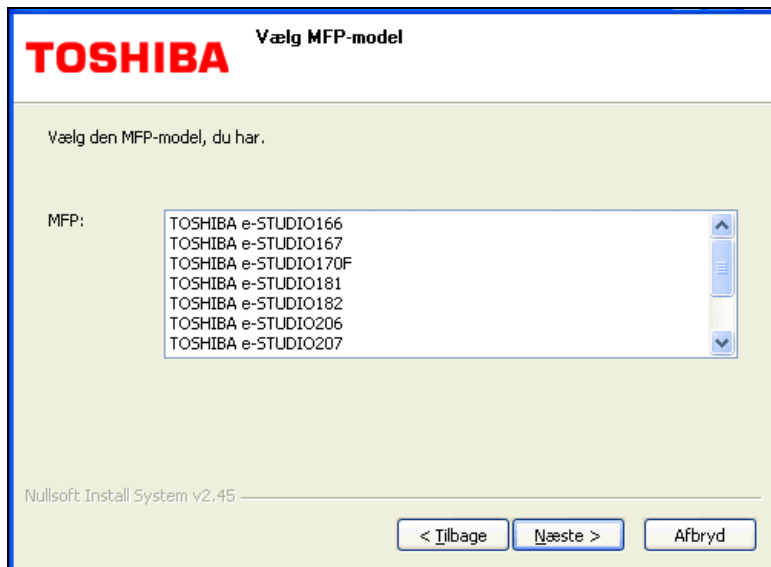 TOSHIBA
Vælg MFP-model
Vælg den MFP-model, du har.
MFP:
TOSHIBA e-STUDIO166
TOSHIBA e-STUDIO167
TOSHIBA e-STUDIO170F
TOSHIBA e-STUDIO181
TOSHIBA e-STUDIO182
TOSHIBA e-STUDIO206
TOSHIBA e-STUDIO207
Nullsoft Install System v2.45
< Tilbage
Næste >
Afbryd